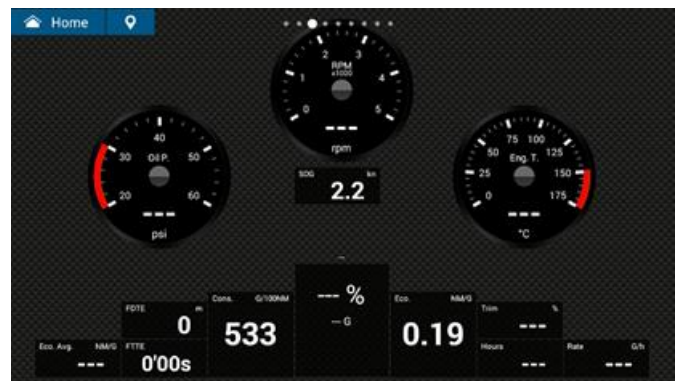 Home
2 3
RPM
x1000
1 4
0 5
---
rpm
40
30 Oil P. 50
20 60
---
psi
75 100
50 Eng. T. 125
25 150
0 175
---
°C
SOG kn
2.2
--
--- %
--- G
Cons. G/100NM
533
Eco. NM/G
0.19
FDTE m
0
Trim %
---
Eco. Avg. NM/G
---
FTTE
0'00s
Hours
---
Rate G/h
---